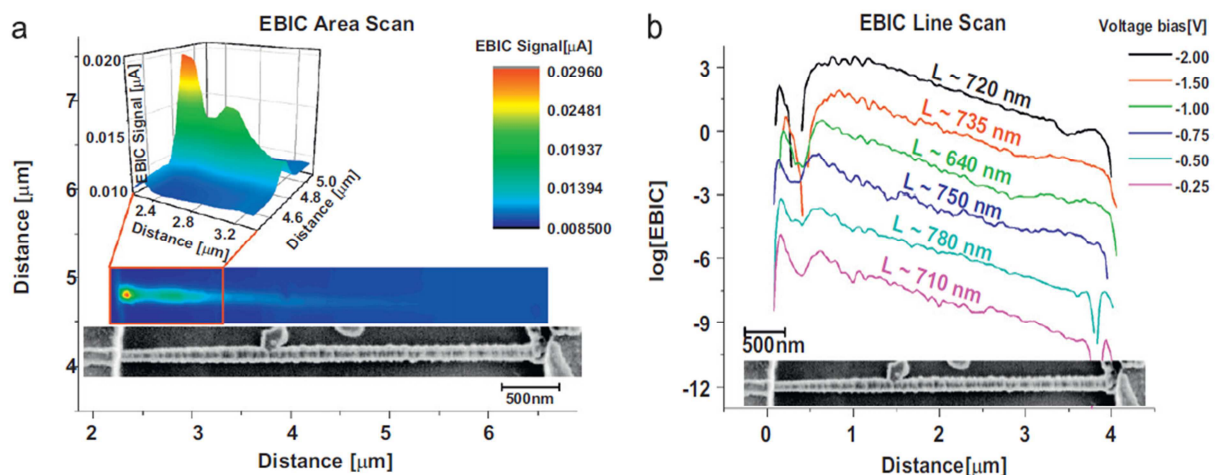 a
EBIC Area Scan
EBIC Signal[µA]
0.02960
0.02481
0.01937
0.01394
0.008500
EBIC Signal [µA]
0.020
0.015
0.010
2.4
2.8
3.2
Distance [µm]
4.6
4.8
5.0
Distance [µm]
Distance [µm]
7
6
5
4
500nm
2
3
4
5
6
Distance [µm]
b
EBIC Line Scan
Voltage bias[V]
-2.00
-1.50
-1.00
-0.75
-0.50
-0.25
log[EBIC]
3
0
-3
-6
-9
-12
L ~ 720 nm
L ~ 735 nm
L ~ 640 nm
L ~ 750 nm
L ~ 780 nm
L ~ 710 nm
500nm
0
1
2
3
4
Distance[µm]